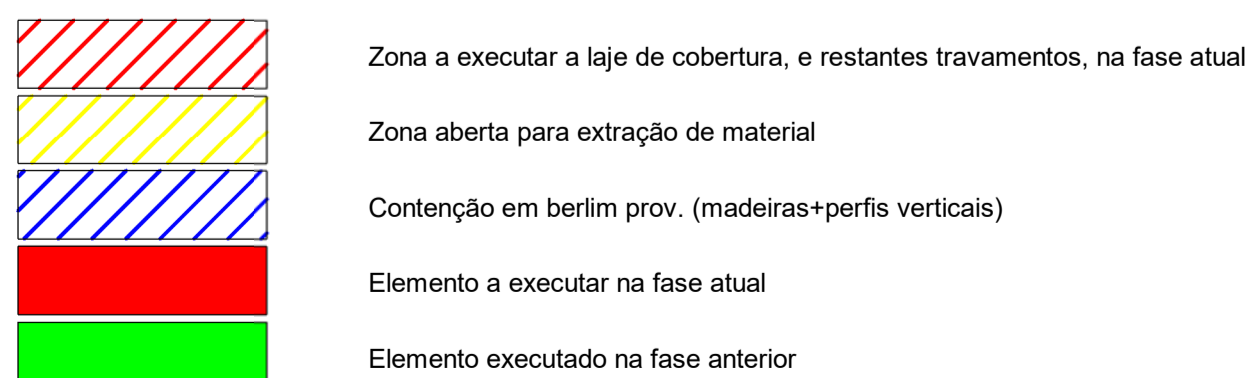 Zona a executar a laje de cobertura, e restantes travamentos, na fase atual
Zona aberta para extração de material
Contenção em berlim prov. (madeiras+perfis verticais)
Elemento a executar na fase atual
Elemento executado na fase anterior